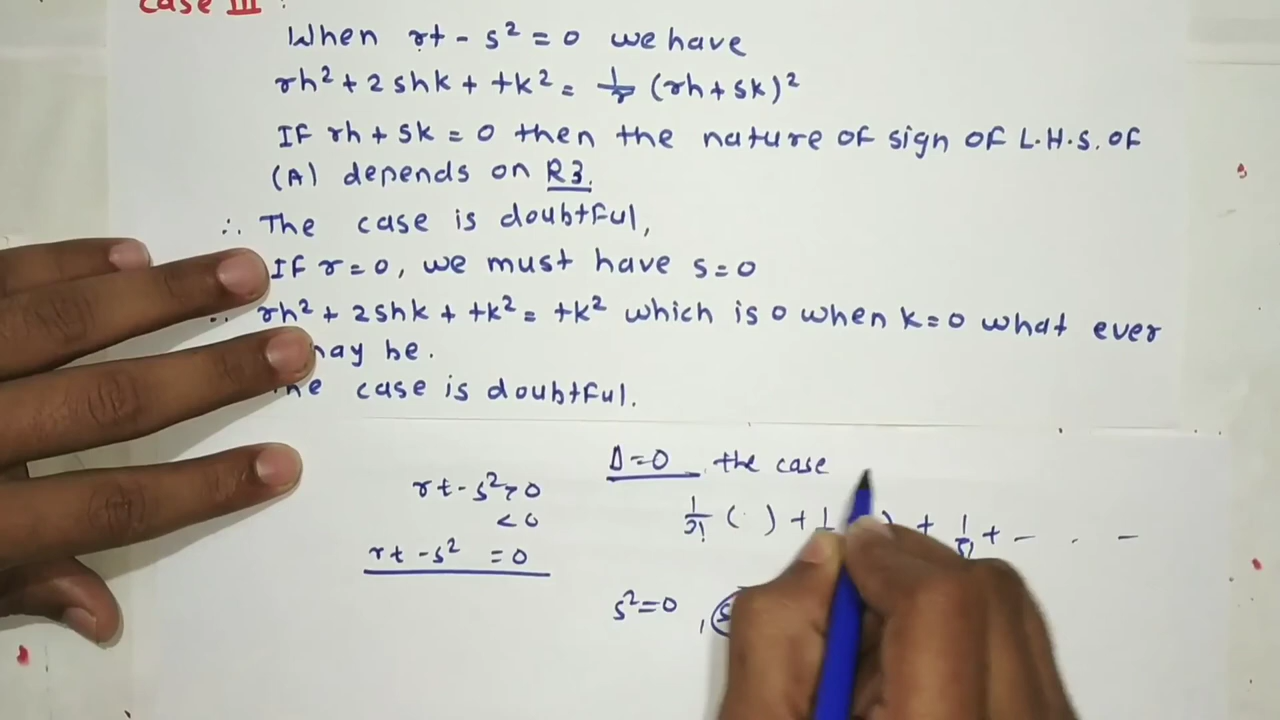 Case III :
When rt - s² = 0 we have
rh² + 2shk + tk² = 1/r (rh + sk)²
IF rh + sk = 0 then the nature of sign of L.H.S. of
(A) depends on R3.
∴ The case is doubtful,
If r = 0, we must have s = 0
rh² + 2shk + tk² = tk² which is 0 when k = 0 what ever
may be.
case is doubtful.
Δ = 0, the case
rt - s² > 0
< 0
rt - s² = 0
s² = 0,